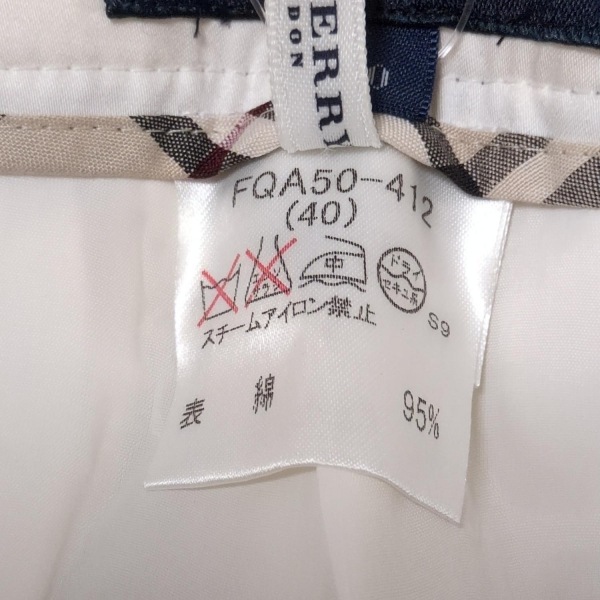 ERRY
DON
FQA50-412
(40)
中
ドライ
セキユ系
スチームアイロン禁止
S9
表 綿 95%